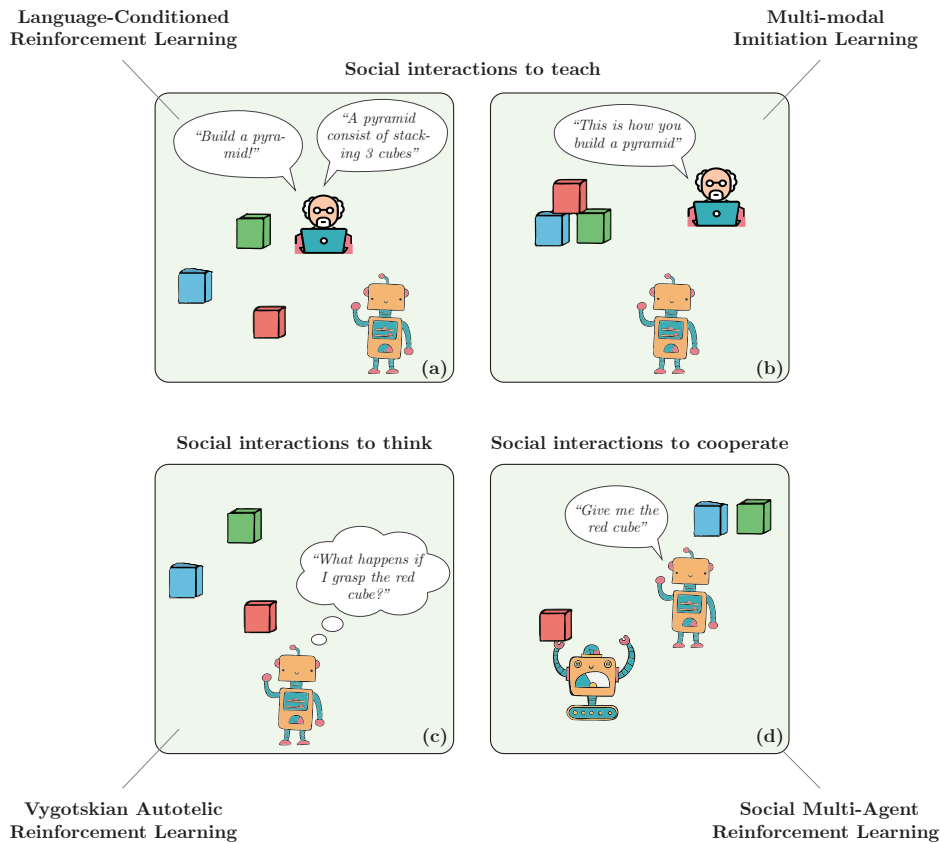 Language-Conditioned
Reinforcement Learning
Multi-modal
Imitiation Learning
Social interactions to teach
“Build a pyra-
mid!”
“A pyramid
consist of stack-
ing 3 cubes”
(a)
“This is how you
build a pyramid”
(b)
Social interactions to think
“What happens if
I grasp the red
cube?”
(c)
Social interactions to cooperate
“Give me the
red cube”
(d)
Vygotskian Autotelic
Reinforcement Learning
Social Multi-Agent
Reinforcement Learning